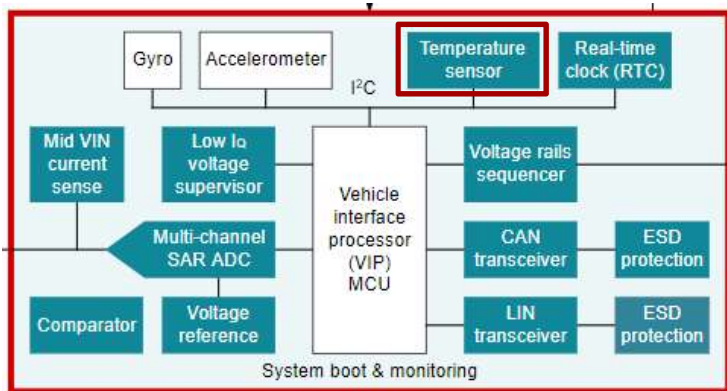 Gyro
Accelerometer
Temperature
sensor
Real-time
clock (RTC)
I²C
Mid VIN
current
sense
Low IQ
voltage
supervisor
Vehicle
interface
processor
(VIP)
MCU
Voltage rails
sequencer
Multi-channel
SAR ADC
CAN
transceiver
ESD
protection
Comparator
Voltage
reference
LIN
transceiver
ESD
protection
System boot & monitoring